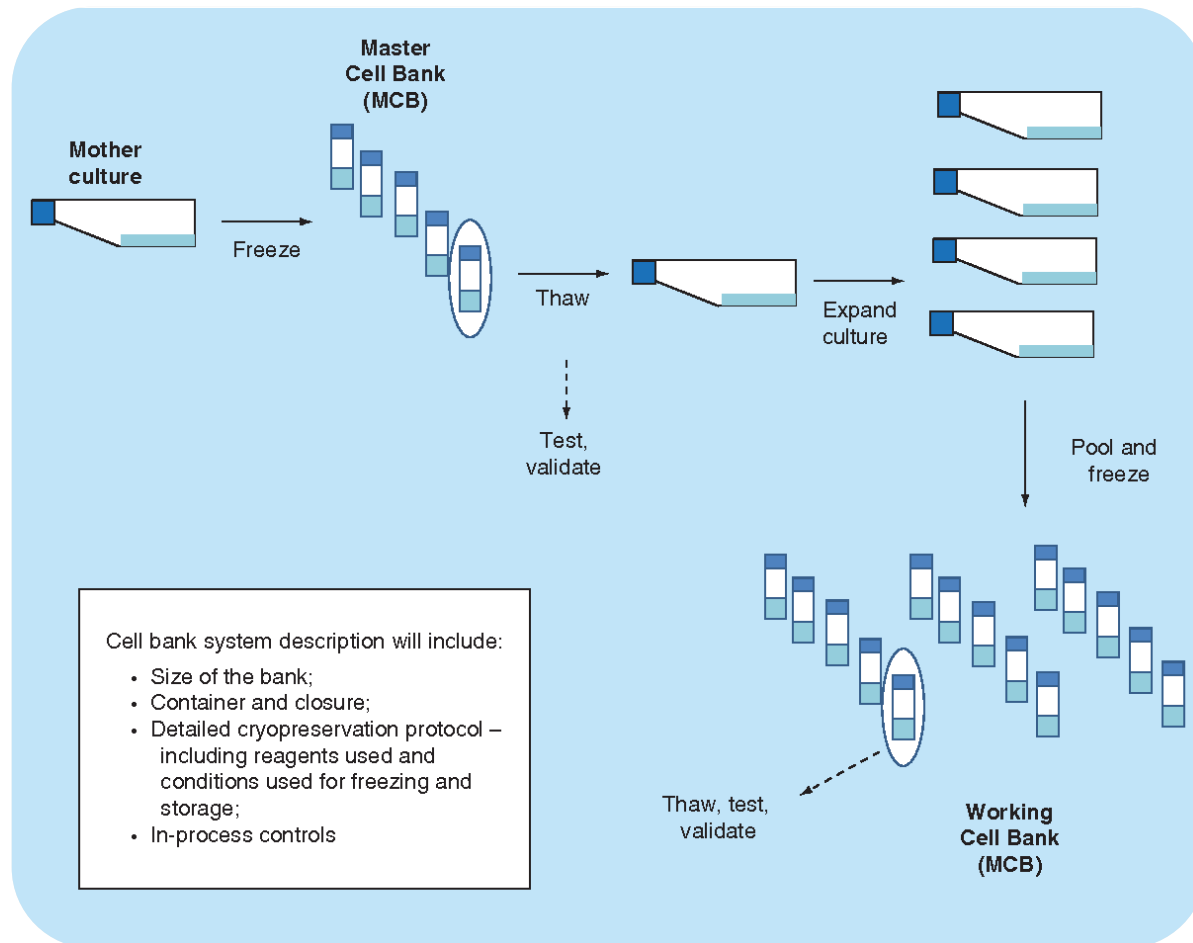 Master
Cell Bank
(MCB)
Mother
culture
Freeze
Thaw
Expand
culture
Test,
validate
Pool and
freeze
Cell bank system description will include:
• Size of the bank;
• Container and closure;
• Detailed cryopreservation protocol –
including reagents used and
conditions used for freezing and
storage;
• In-process controls
Thaw, test,
validate
Working
Cell Bank
(MCB)